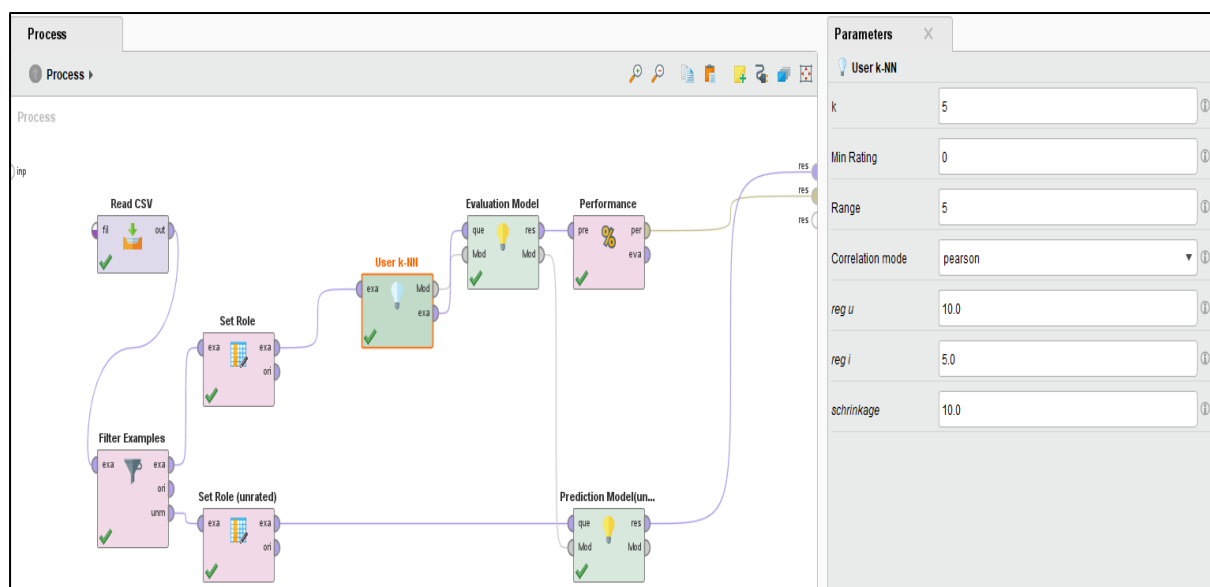 Process
Process
Process
inp
res
res
res
Read CSV
fil
out
Evaluation Model
que
res
Mod
Mod
Performance
pre
per
eva
%
User k-NN
exa
Mod
exa
Set Role
exa
exa
ori
Filter Examples
exa
exa
ori
unm
Set Role (unrated)
exa
exa
ori
Prediction Model(un...
que
res
Mod
Mod
Parameters X
User k-NN
k 5
Min Rating 0
Range 5
Correlation mode pearson
reg u 10.0
reg i 5.0
schrinkage 10.0